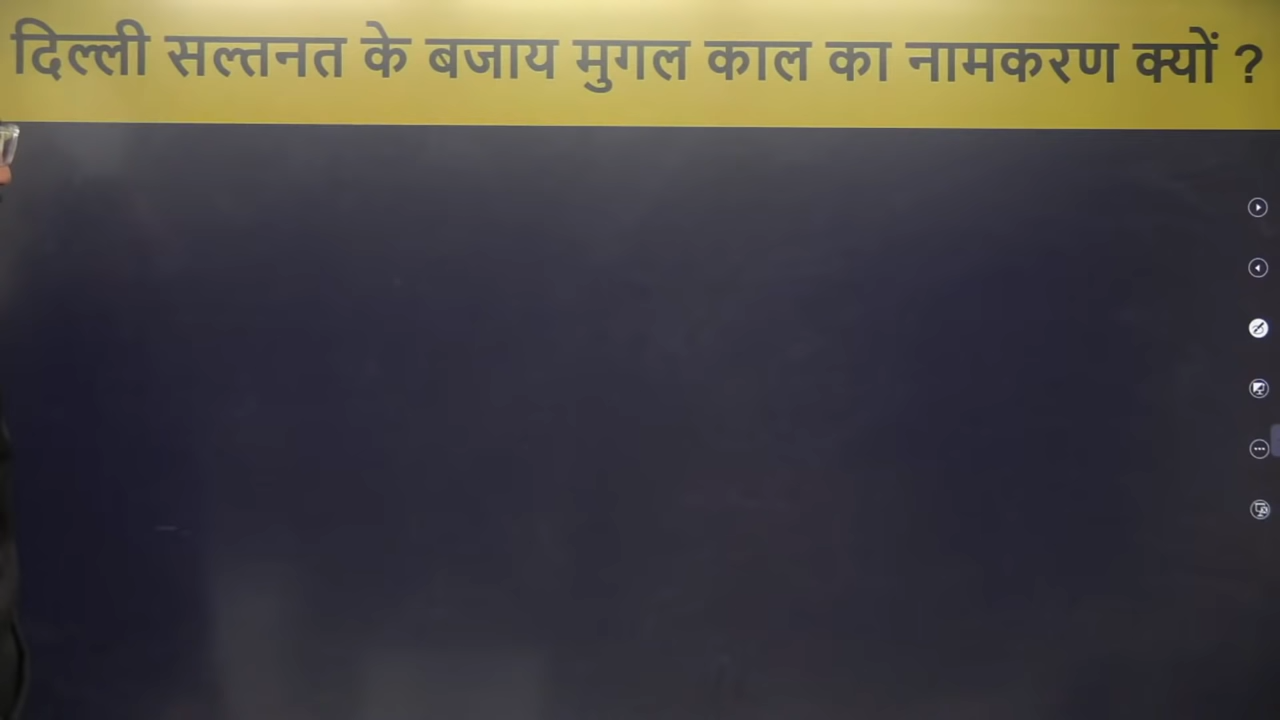 दिल्ली सल्तनत के बजाय मुगल काल का नामकरण क्यों ?